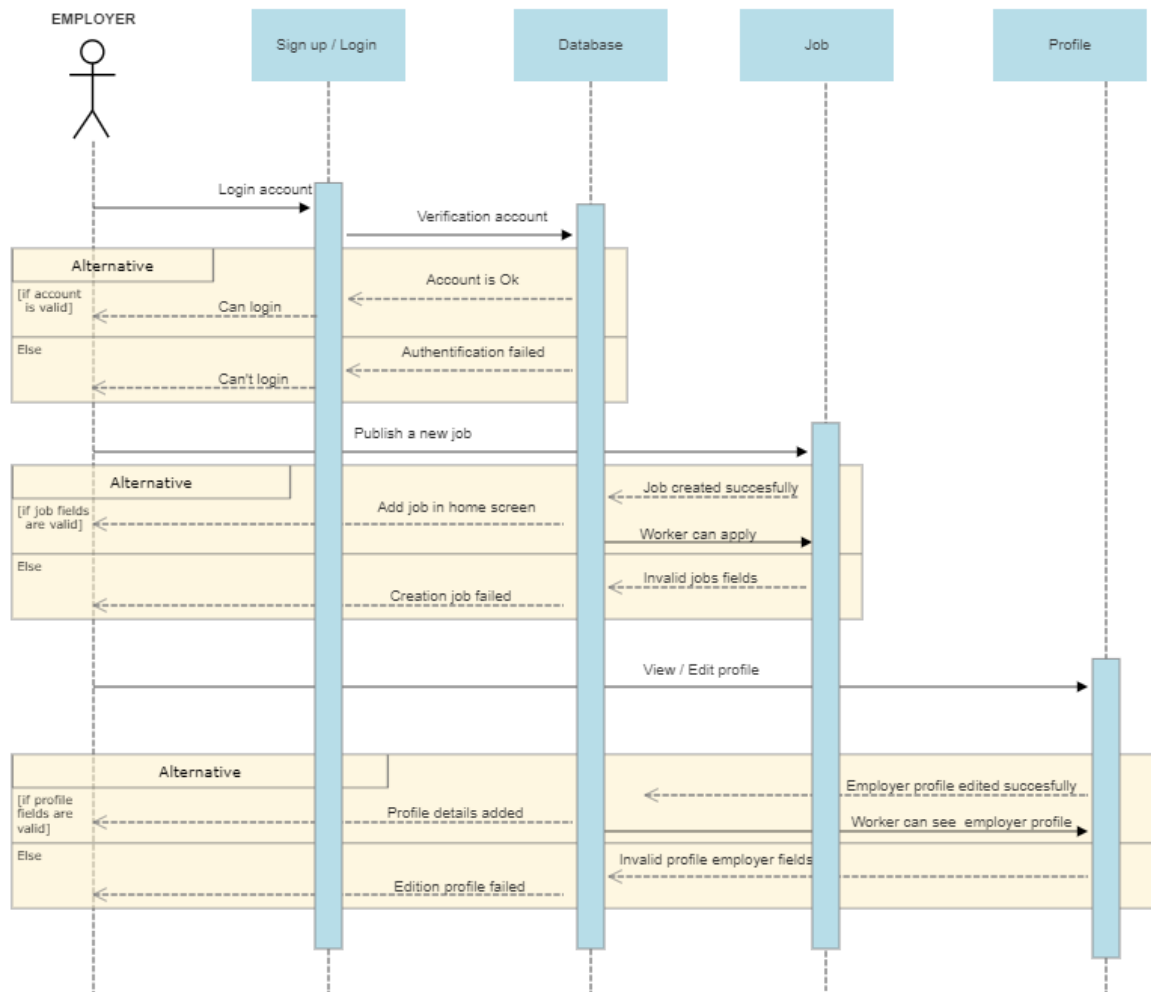 EMPLOYER
Sign up / Login
Database
Job
Profile
Login account
Verification account
Alternative
[if account
is valid]
Account is Ok
Can login
Else
Authentification failed
Can't login
Publish a new job
Alternative
[if job fields
are valid]
Job created succesfully
Add job in home screen
Worker can apply
Else
Invalid jobs fields
Creation job failed
View / Edit profile
Alternative
[if profile
fields are
valid]
Employer profile edited succesfully
Profile details added
Worker can see employer profile
Else
Invalid profile employer fields
Edition profile failed